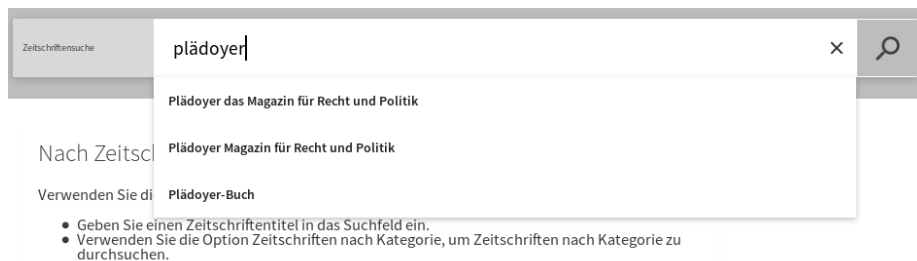 Zeitschriftensuche
plädoyer
Plädoyer das Magazin für Recht und Politik
Plädoyer Magazin für Recht und Politik
Plädoyer-Buch
Nach Zeitsc
Verwenden Sie di
Geben Sie einen Zeitschriftentitel in das Suchfeld ein.
Verwenden Sie die Option Zeitschriften nach Kategorie, um Zeitschriften nach Kategorie zu
durchsuchen.